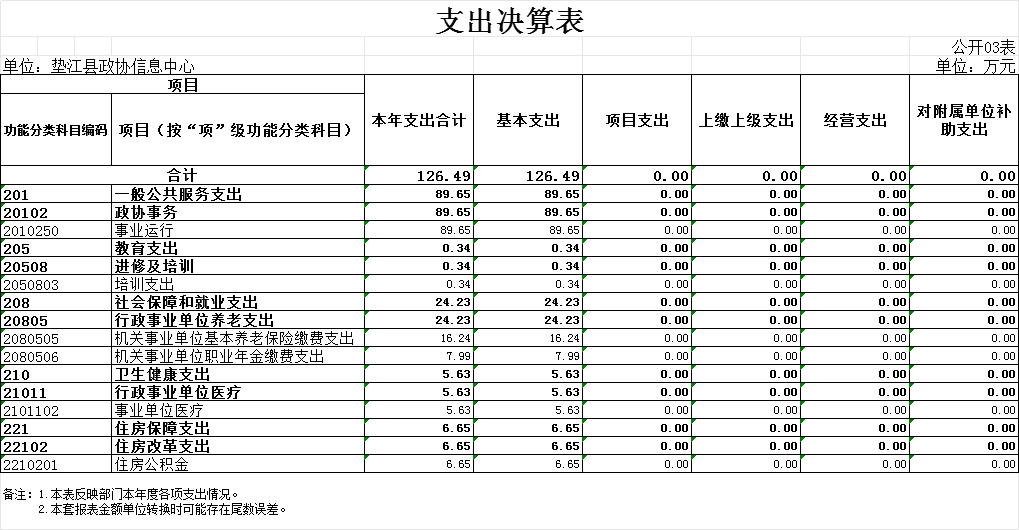 支出决算表
公开03表
单位：垫江县政协信息中心 单位：万元
项目 本年支出合计 基本支出 项目支出 上缴上级支出 经营支出 对附属单位补助支出
功能分类科目编码 项目（按“项”级功能分类科目）
合计 126.49 126.49 0.00 0.00 0.00 0.00
201 一般公共服务支出 89.65 89.65 0.00 0.00 0.00 0.00
20102 政协事务 89.65 89.65 0.00 0.00 0.00 0.00
2010250 事业运行 89.65 89.65 0.00 0.00 0.00 0.00
205 教育支出 0.34 0.34 0.00 0.00 0.00 0.00
20508 进修及培训 0.34 0.34 0.00 0.00 0.00 0.00
2050803 培训支出 0.34 0.34 0.00 0.00 0.00 0.00
208 社会保障和就业支出 24.23 24.23 0.00 0.00 0.00 0.00
20805 行政事业单位养老支出 24.23 24.23 0.00 0.00 0.00 0.00
2080505 机关事业单位基本养老保险缴费支出 16.24 16.24 0.00 0.00 0.00 0.00
2080506 机关事业单位职业年金缴费支出 7.99 7.99 0.00 0.00 0.00 0.00
210 卫生健康支出 5.63 5.63 0.00 0.00 0.00 0.00
21011 行政事业单位医疗 5.63 5.63 0.00 0.00 0.00 0.00
2101102 事业单位医疗 5.63 5.63 0.00 0.00 0.00 0.00
221 住房保障支出 6.65 6.65 0.00 0.00 0.00 0.00
22102 住房改革支出 6.65 6.65 0.00 0.00 0.00 0.00
2210201 住房公积金 6.65 6.65 0.00 0.00 0.00 0.00
备注：1.本表反映部门本年度各项支出情况。
2.本套报表金额单位转换时可能存在尾数误差。